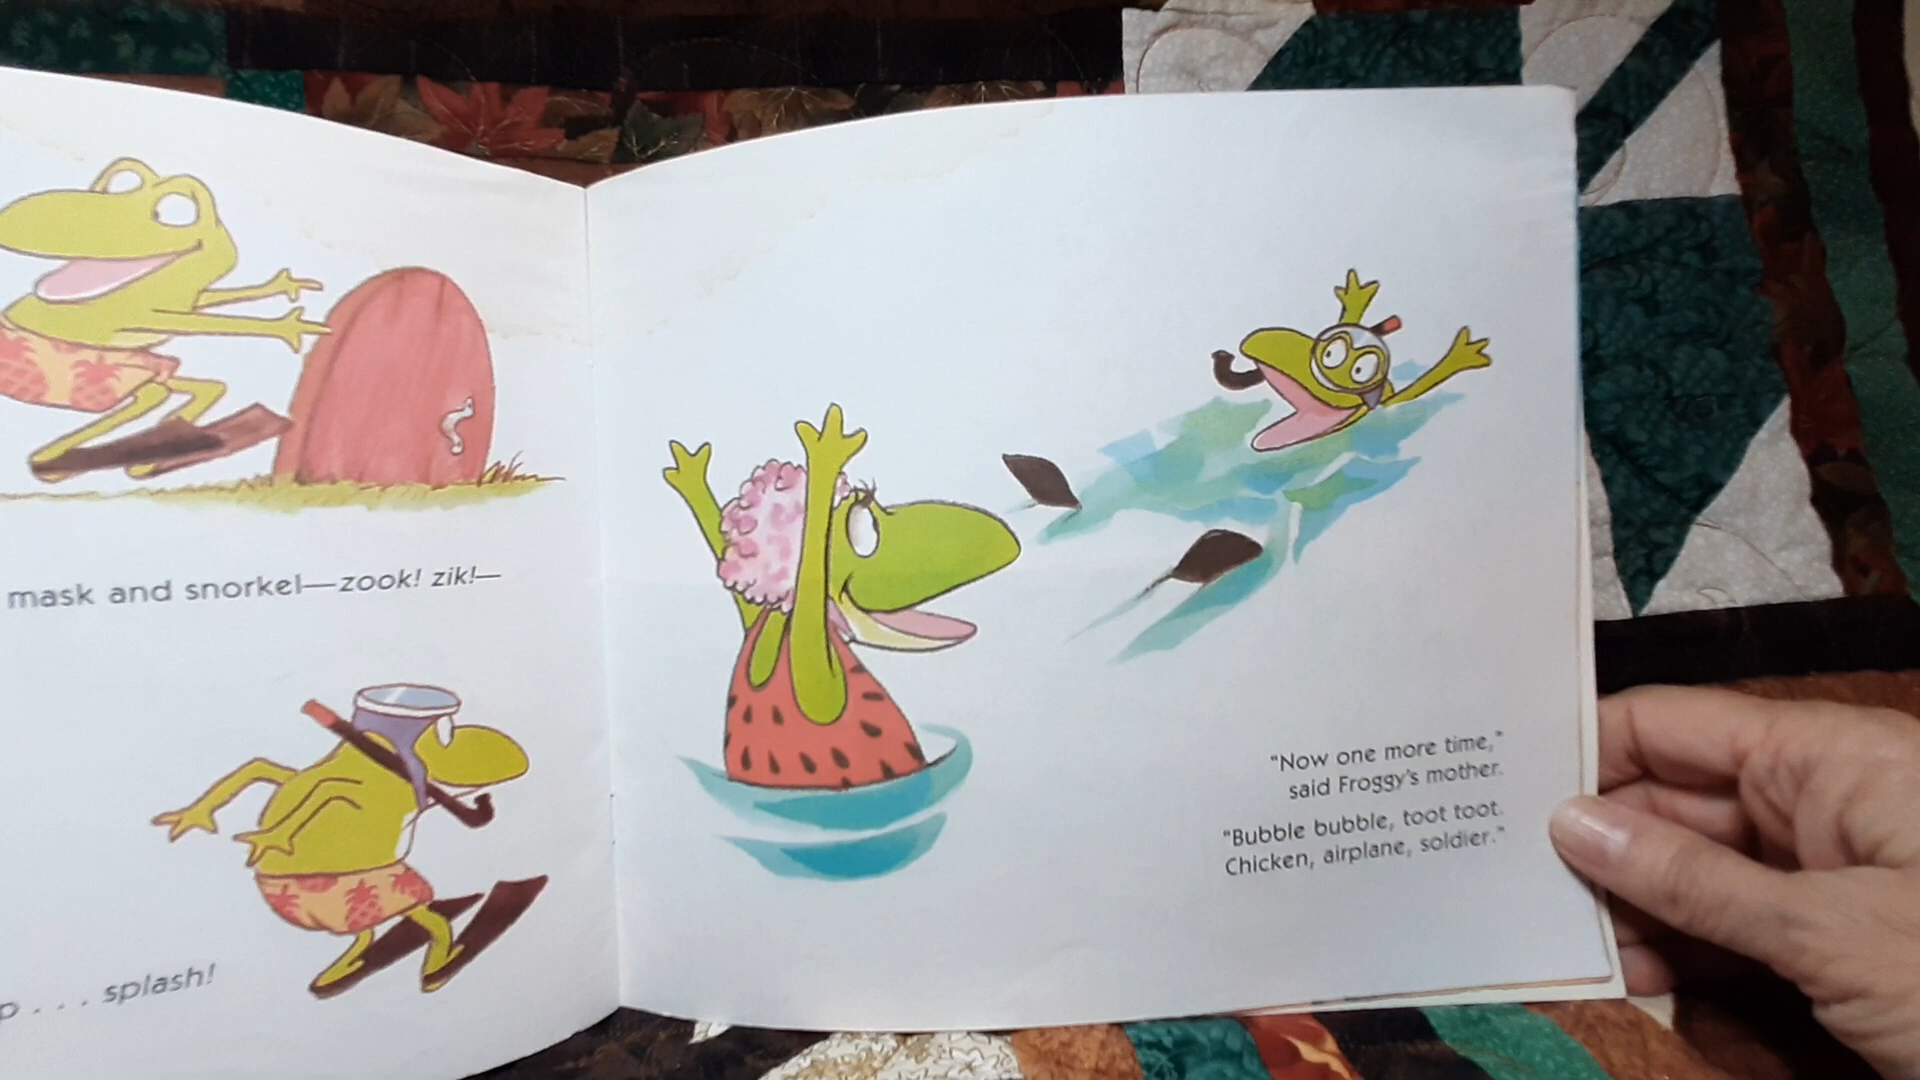 mask and snorkel—zook! zik!—
p . . . splash!
"Now one more time,"
said Froggy's mother.
"Bubble bubble, toot toot.
Chicken, airplane, soldier."